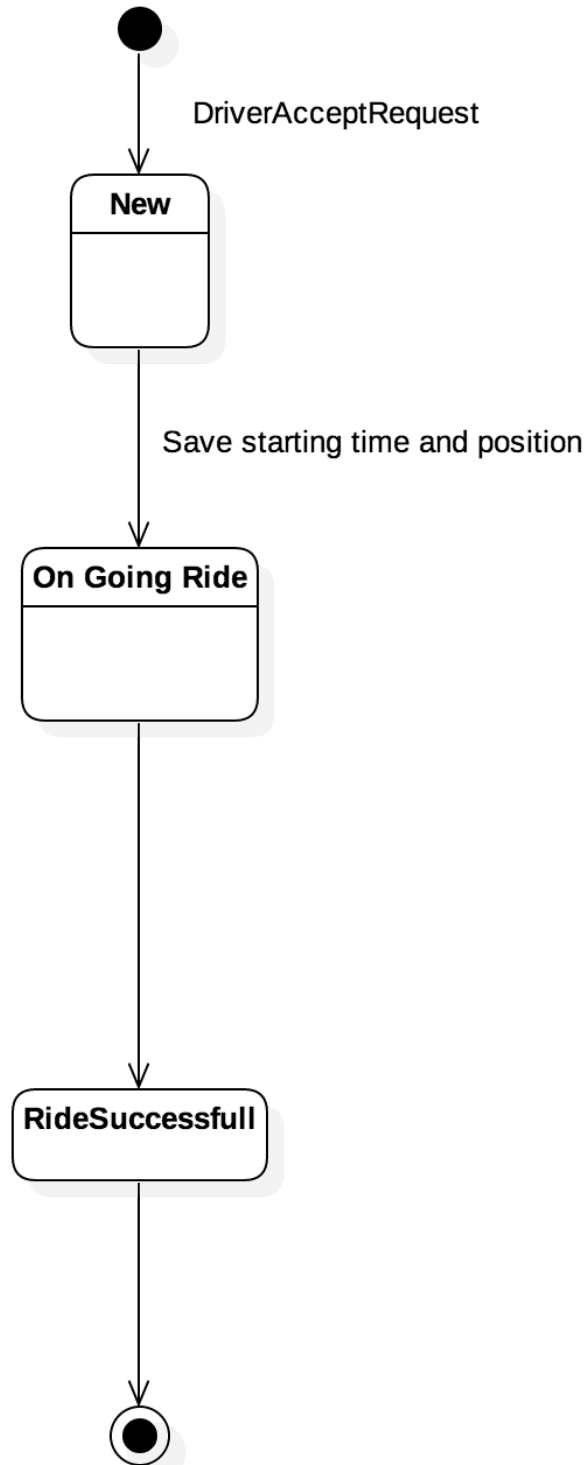 DriverAcceptRequest
New
Save starting time and position
On Going Ride
RideSuccessfull